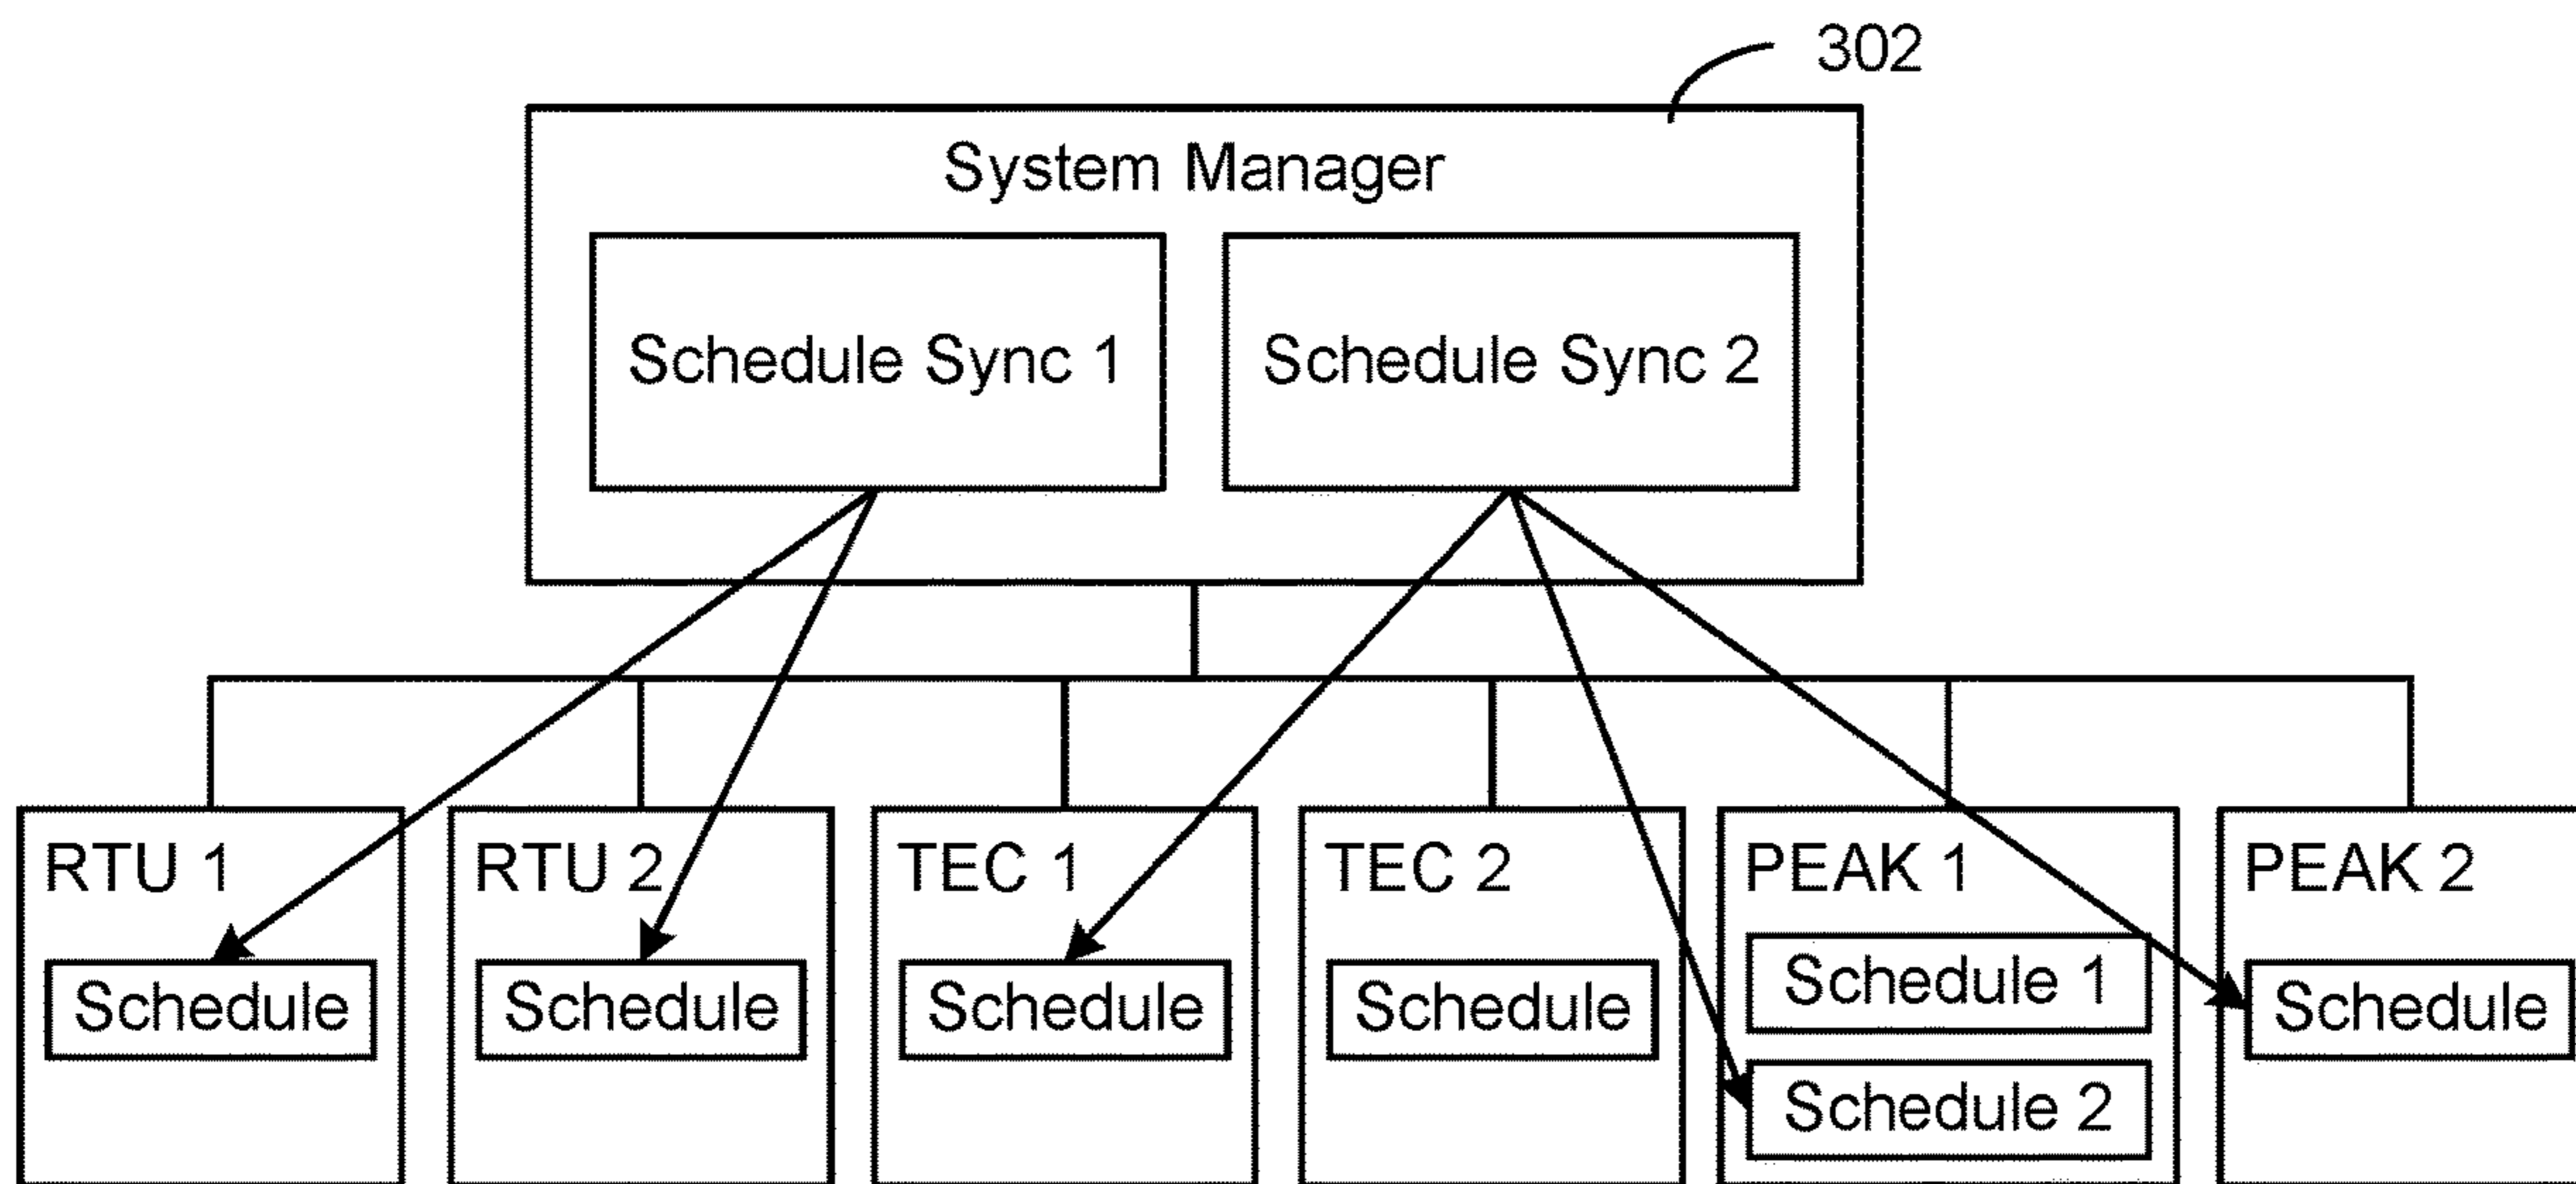 302
System Manager
Schedule Sync 1
Schedule Sync 2
RTU 1
Schedule
RTU 2
Schedule
TEC 1
Schedule
TEC 2
Schedule
PEAK 1
Schedule 1
Schedule 2
PEAK 2
Schedule